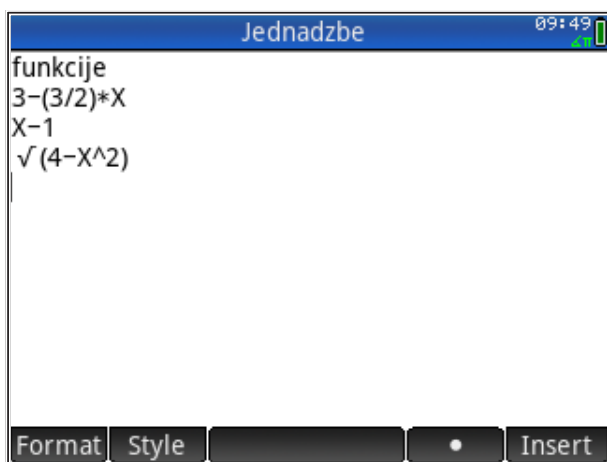 Jednadzbe
09:49
∠π
funkcije
3-(3/2)*X
X-1
√(4-X^2)
Format Style • Insert